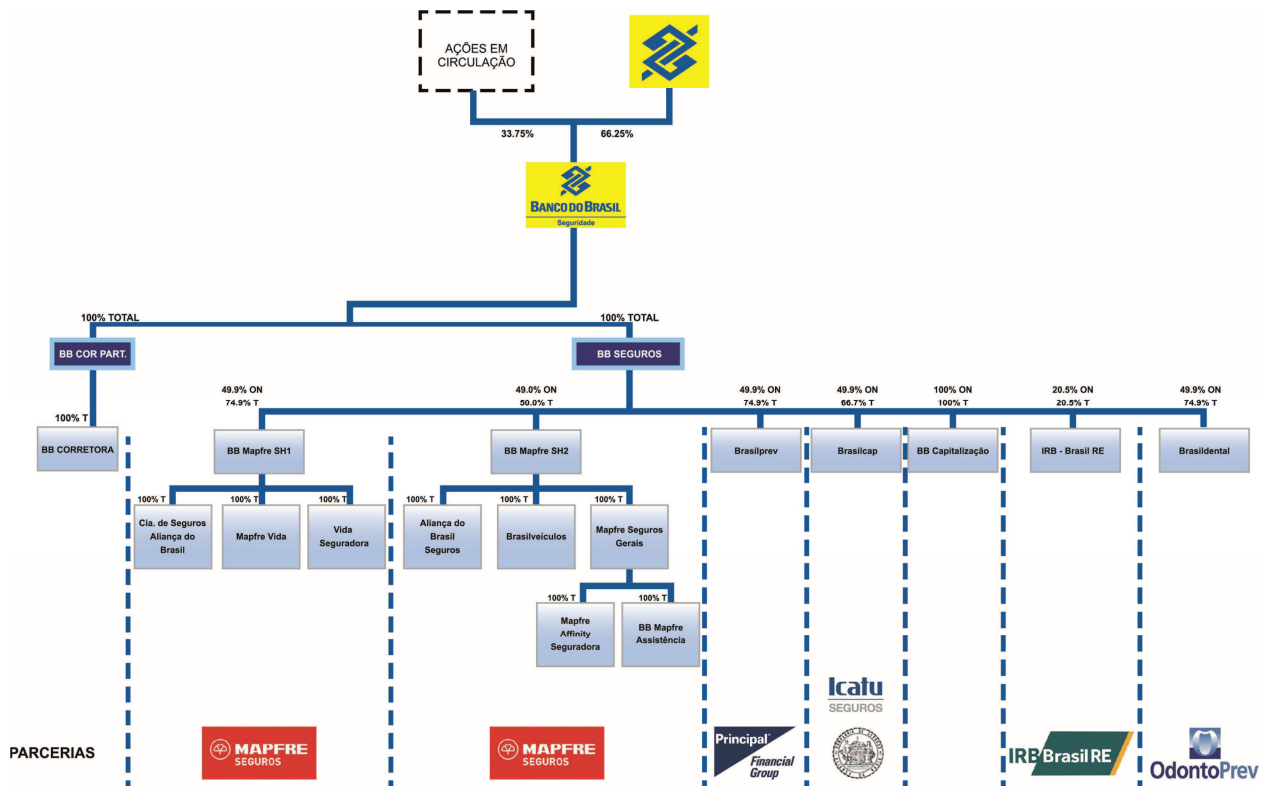 AÇÕES EM
CIRCULAÇÃO
33.75%
66.25%
BANCO DO BRASIL
Seguridade
100% TOTAL
100% TOTAL
BB COR PART.
BB SEGUROS
49.9% ON
74.9% T
49.0% ON
50.0% T
49.9% ON
74.9% T
49.9% ON
66.7% T
100% ON
100% T
20.5% ON
20.5% T
49.9% ON
74.9% T
100% T
BB CORRETORA
BB Mapfre SH1
BB Mapfre SH2
Brasilprev
Brasilcap
BB Capitalização
IRB - Brasil RE
Brasildental
100% T
100% T
100% T
100% T
100% T
100% T
Cia. de Seguros
Aliança do
Brasil
Mapfre Vida
Vida
Seguradora
Aliança do
Brasil
Seguros
Brasilveículos
Mapfre Seguros
Gerais
100% T
100% T
Mapfre
Affinity
Seguradora
BB Mapfre
Assistência
PARCERIAS
MAPFRE
SEGUROS
MAPFRE
SEGUROS
Principal
Financial
Group
Icatu
SEGUROS
IRB Brasil RE
OdontoPrev